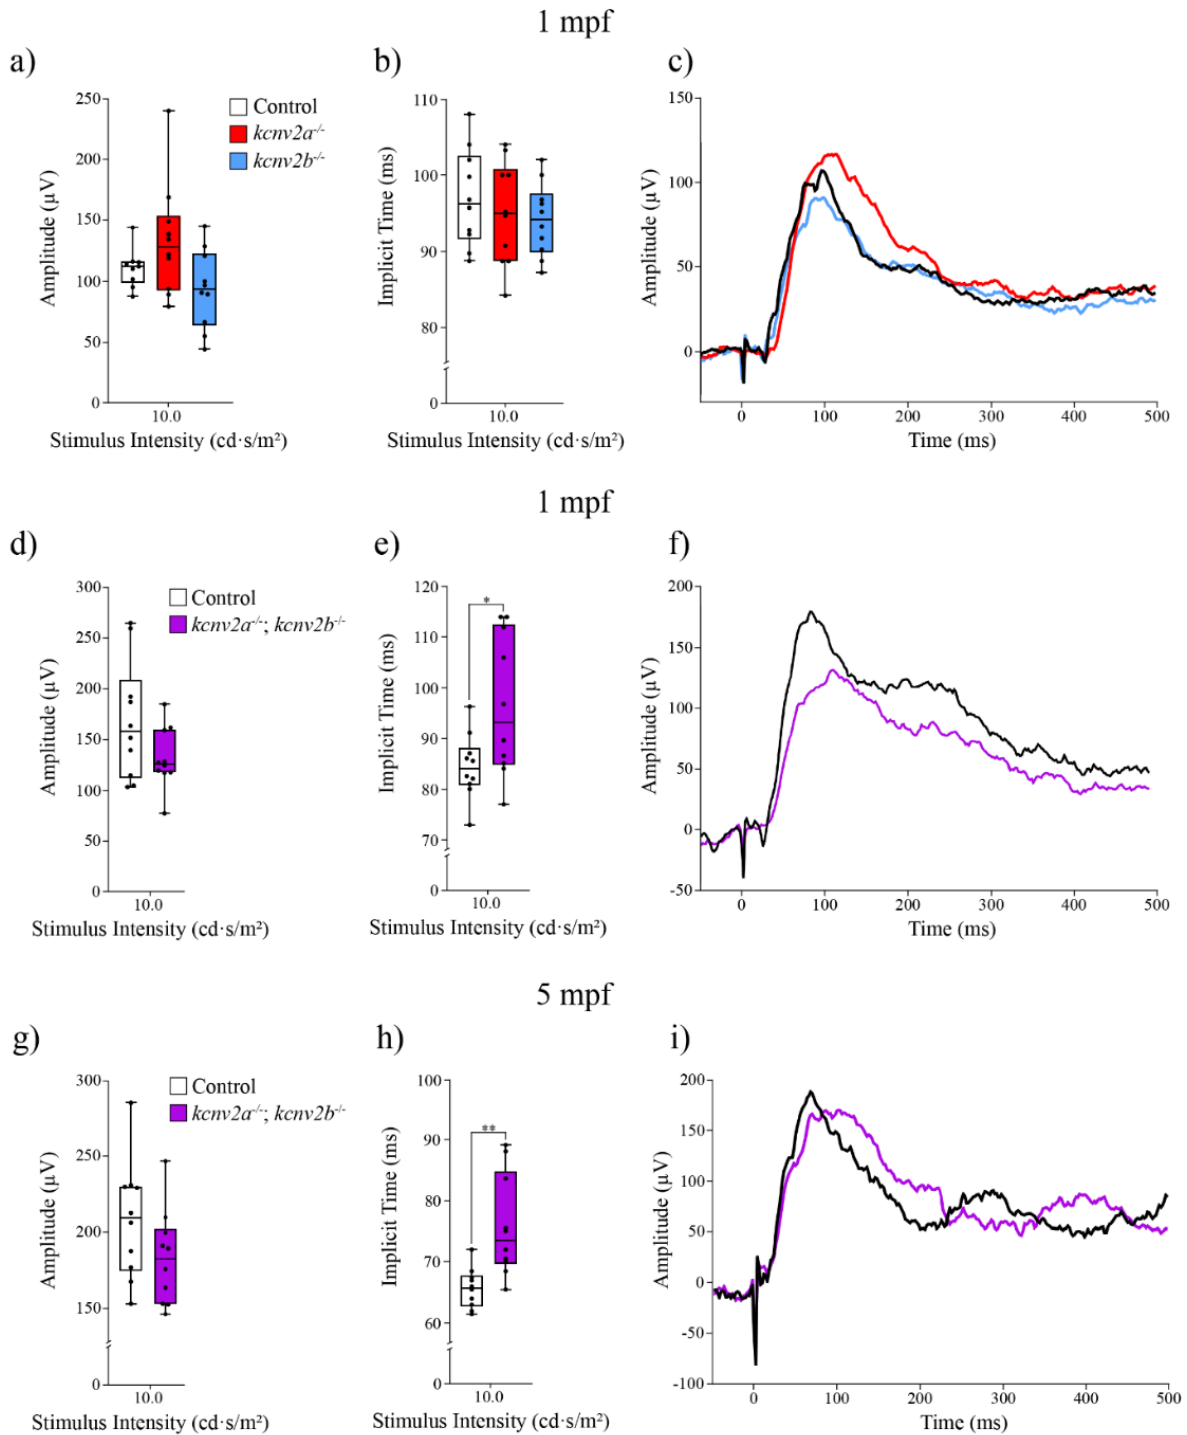 1 mpf
a)
250
200
150
100
50
0
Amplitude (µV)
Control
kcnv2a-/-
kcnv2b-/-
10.0
Stimulus Intensity (cd·s/m²)
b)
110
100
90
80
0
Implicit Time (ms)
10.0
Stimulus Intensity (cd·s/m²)
c)
150
100
50
0
Amplitude (µV)
0 100 200 300 400 500
Time (ms)
1 mpf
d)
300
250
200
150
100
50
0
Amplitude (µV)
Control
kcnv2a-/-; kcnv2b-/-
10.0
Stimulus Intensity (cd·s/m²)
e)
120
110
100
90
80
70
0
Implicit Time (ms)
*
10.0
Stimulus Intensity (cd·s/m²)
f)
200
150
100
50
0
-50
Amplitude (µV)
0 100 200 300 400 500
Time (ms)
5 mpf
g)
300
250
200
150
0
Amplitude (µV)
Control
kcnv2a-/-; kcnv2b-/-
10.0
Stimulus Intensity (cd·s/m²)
h)
100
90
80
70
60
0
Implicit Time (ms)
**
10.0
Stimulus Intensity (cd·s/m²)
i)
200
150
100
50
0
-50
-100
Amplitude (µV)
0 100 200 300 400 500
Time (ms)